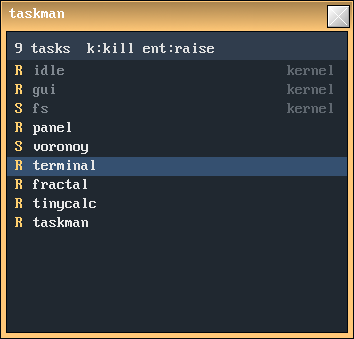 taskman
9 tasks  k:kill ent:raise
R idle kernel
R gui kernel
S fs kernel
R panel
S voronoy
R terminal
R fractal
R tinycalc
R taskman